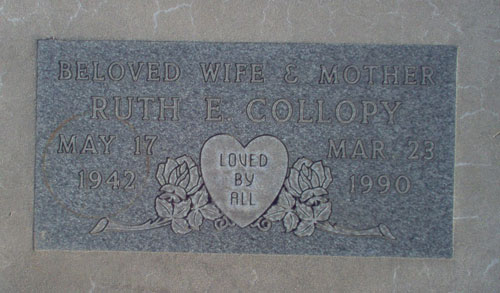 BELOVED WIFE & MOTHER
RUTH E COLLOPY
MAY 17 1942
LOVED
BY
ALL
MAR. 23 1990